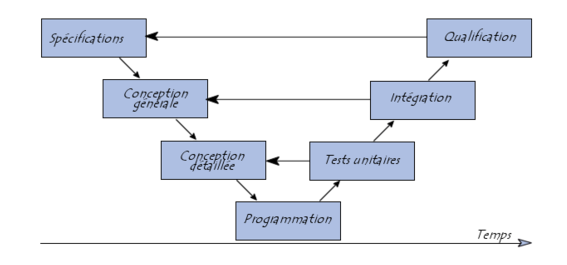 Spécifications
Qualification
Conception
générale
Intégration
Conception
détaillée
Tests unitaires
Programmation
Temps